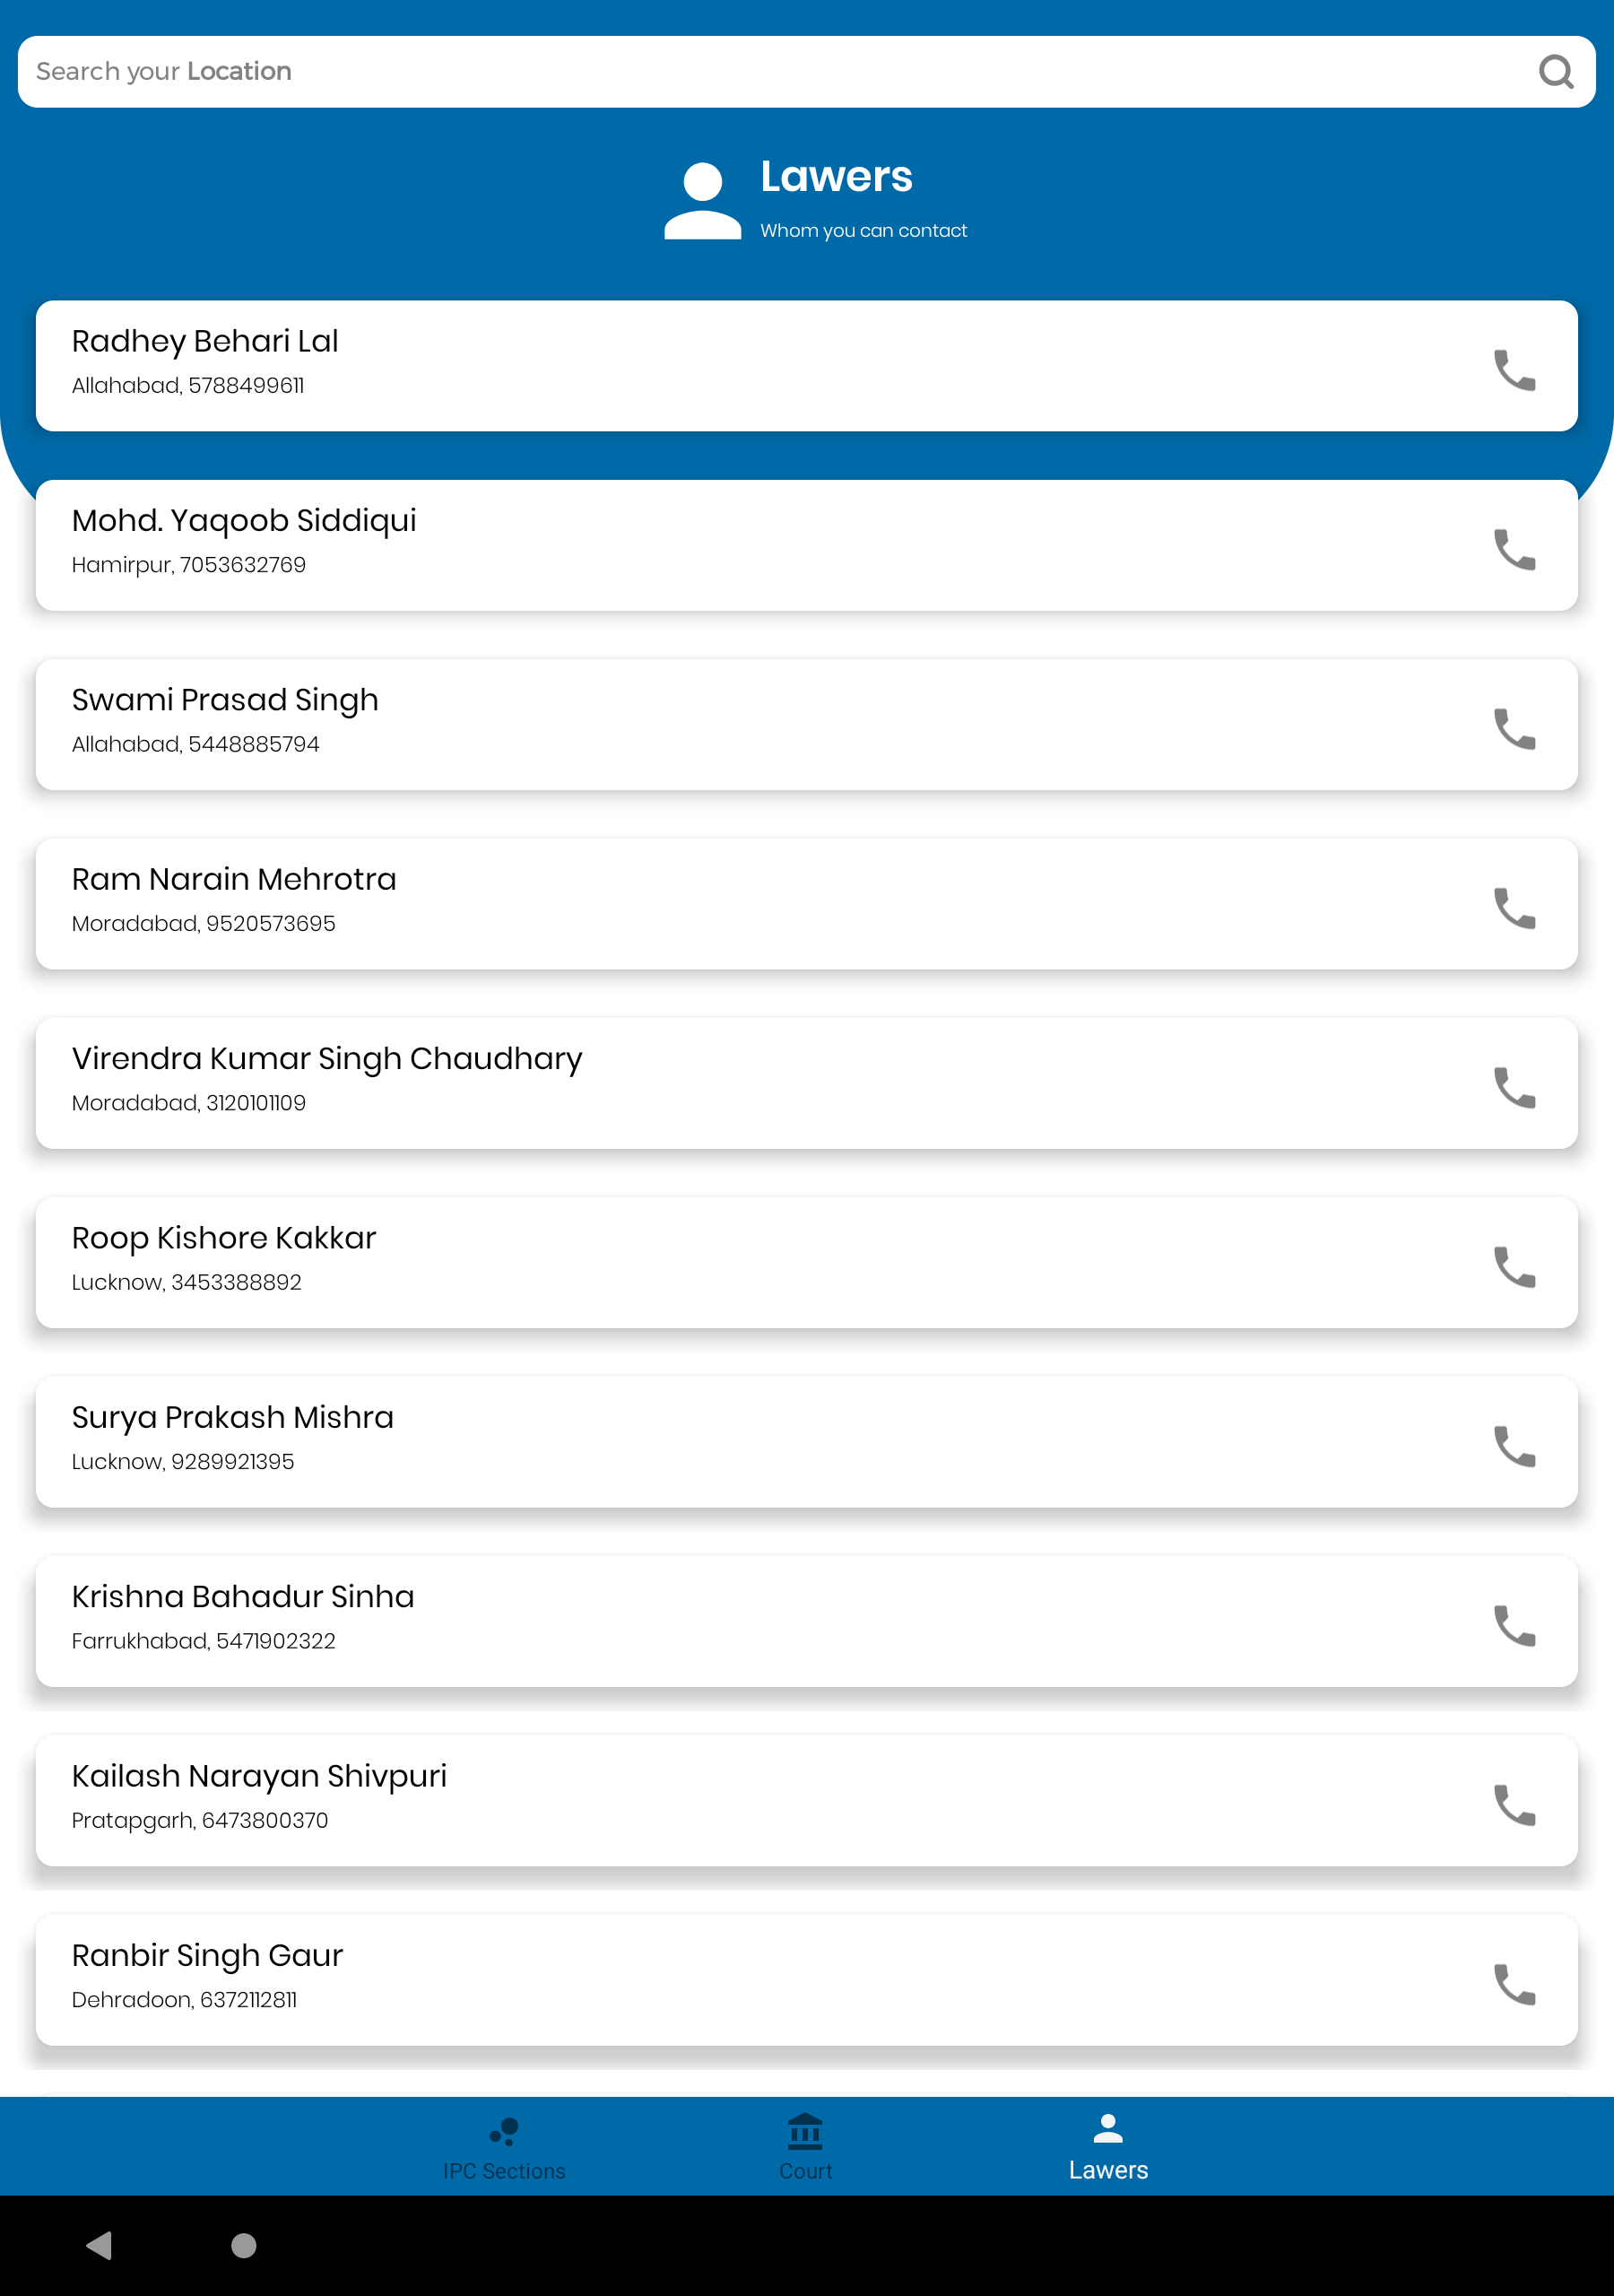 Search your Location
Lawers
Whom you can contact
Radhey Behari Lal
Allahabad, 5788499611
Mohd. Yaqoob Siddiqui
Hamirpur, 7053632769
Swami Prasad Singh
Allahabad, 5448885794
Ram Narain Mehrotra
Moradabad, 9520573695
Virendra Kumar Singh Chaudhary
Moradabad, 3120101109
Roop Kishore Kakkar
Lucknow, 3453388892
Surya Prakash Mishra
Lucknow, 9289921395
Krishna Bahadur Sinha
Farrukhabad, 5471902322
Kailash Narayan Shivpuri
Pratapgarh, 6473800370
Ranbir Singh Gaur
Dehradoon, 6372112811
IPC Sections
Court
Lawers